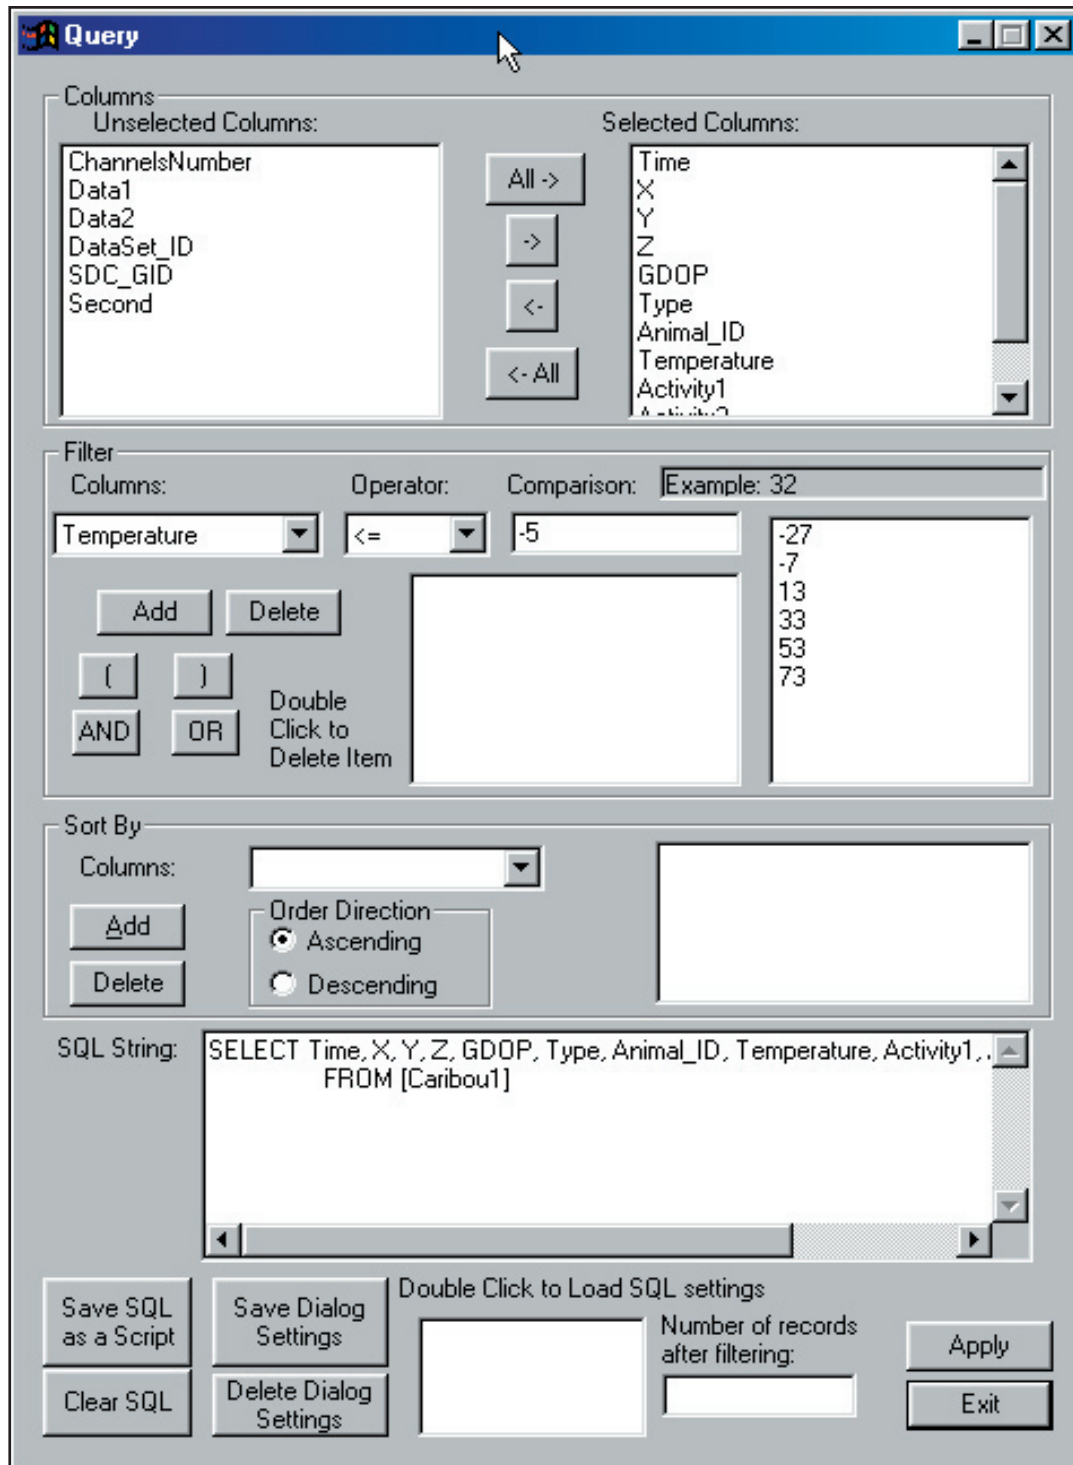 Query
Columns
Unselected Columns:
Selected Columns:
ChannelsNumber
Data1
Data2
DataSet_ID
SDC_GID
Second
All ->
->
<-
<- All
Time
X
Y
Z
GDOP
Type
Animal_ID
Temperature
Activity1
Filter
Columns:
Operator:
Comparison:
Example: 32
Temperature
<=
-5
-27
-7
13
33
53
73
Add
Delete
(
)
AND
OR
Double
Click to
Delete Item
Sort By
Columns:
Add
Delete
Order Direction
Ascending
Descending
SQL String:
SELECT Time, X, Y, Z, GDOP, Type, Animal_ID, Temperature, Activity1, .
FROM [Caribou1]
Save SQL
as a Script
Save Dialog
Settings
Clear SQL
Delete Dialog
Settings
Double Click to Load SQL settings
Number of records
after filtering:
Apply
Exit